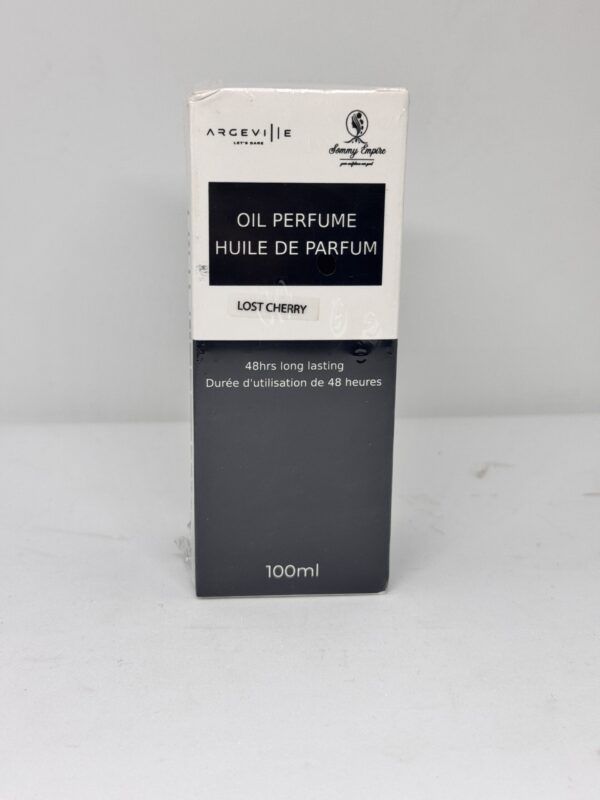 ARGEVILLE
LET'S DARE
Sommy Empire
OIL PERFUME
HUILE DE PARFUM
LOST CHERRY
48hrs long lasting
Durée d'utilisation de 48 heures
100ml